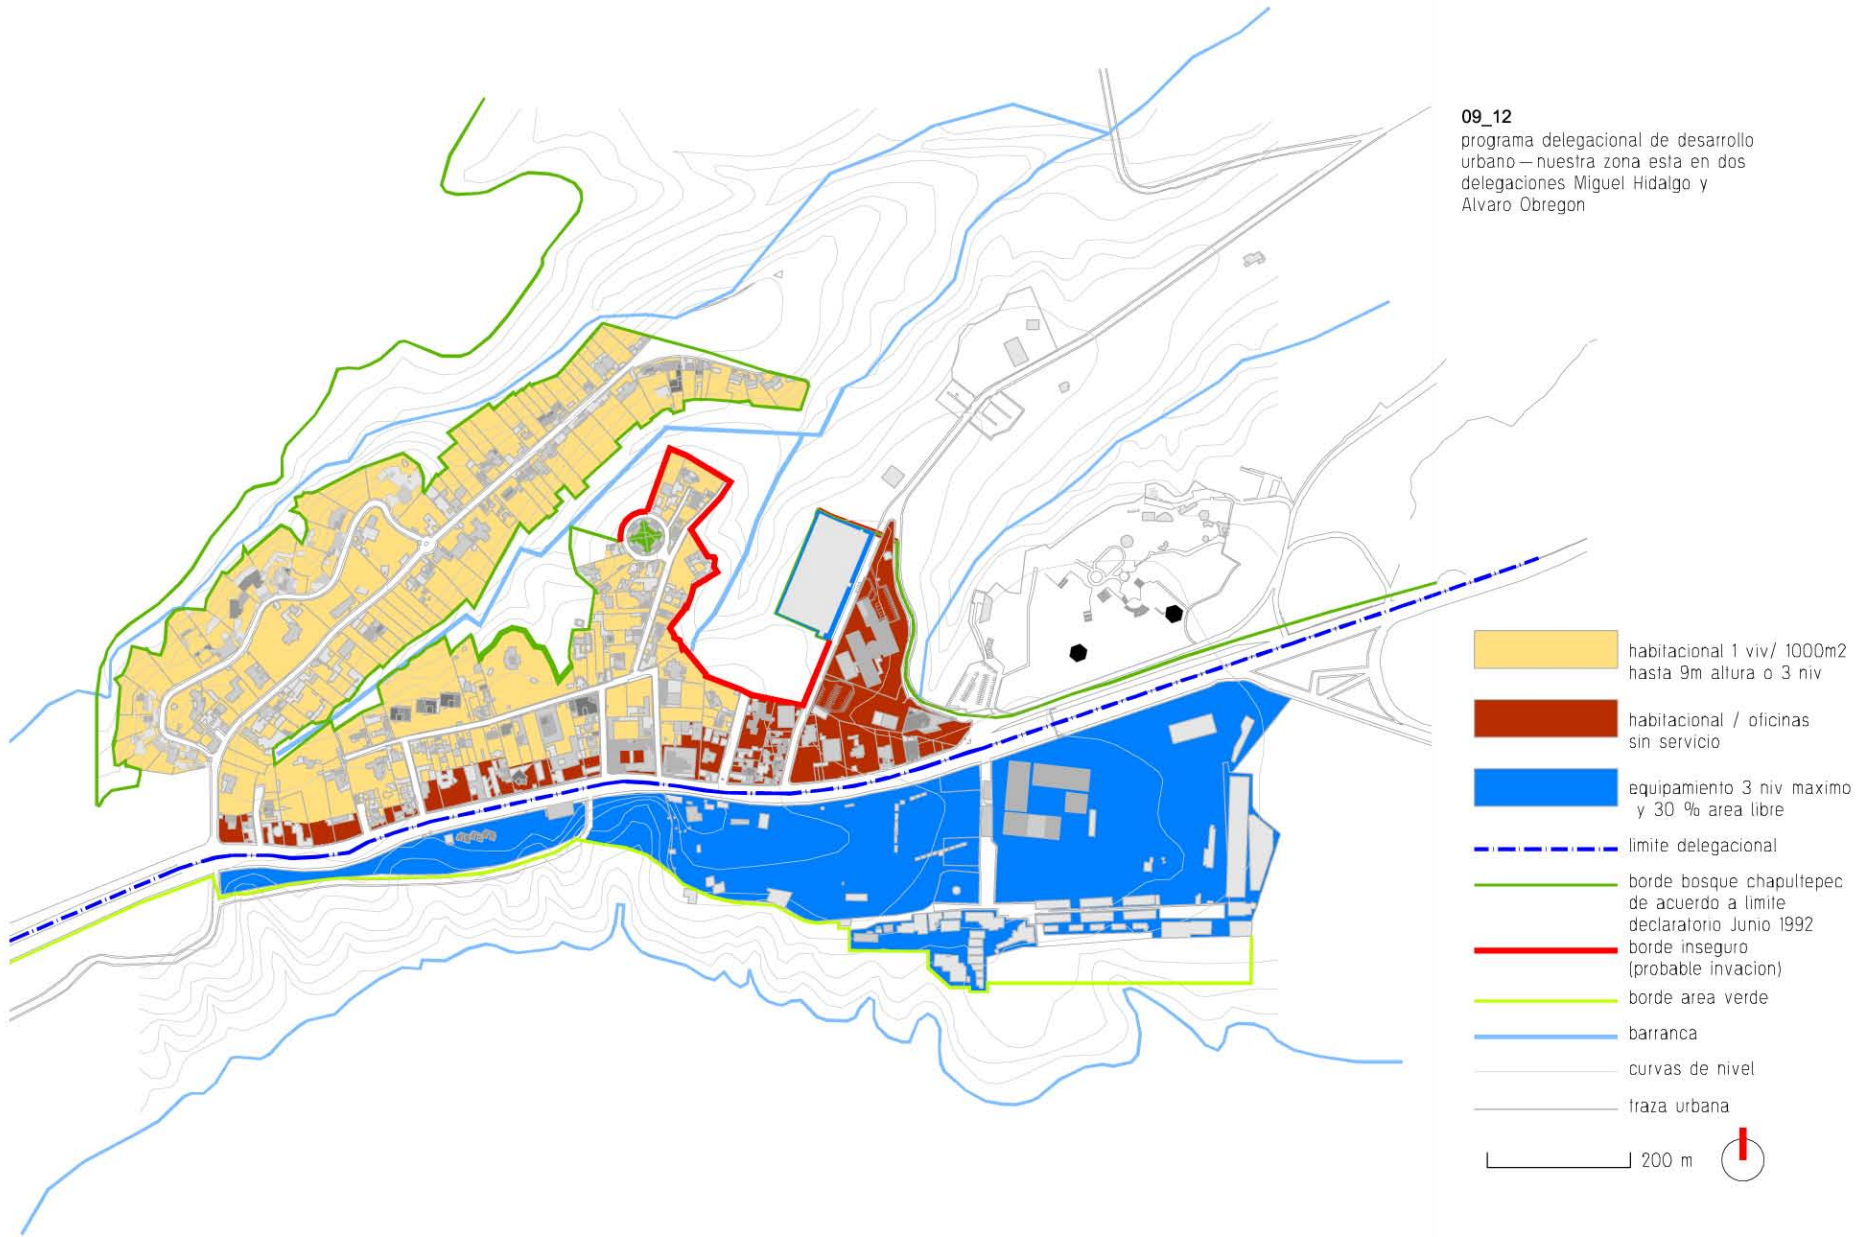 09_12
programa delegacional de desarrollo
urbano – nuestra zona esta en dos
delegaciones Miguel Hidalgo y
Alvaro Obregon
habitacional 1 viv/ 1000m2
hasta 9m altura o 3 niv
habitacional / oficinas
sin servicio
equipamiento 3 niv maximo
y 30 % area libre
limite delegacional
borde bosque chapultepec
de acuerdo a limite
declaratorio Junio 1992
borde inseguro
(probable invacion)
borde area verde
barranca
curvas de nivel
traza urbana
200 m